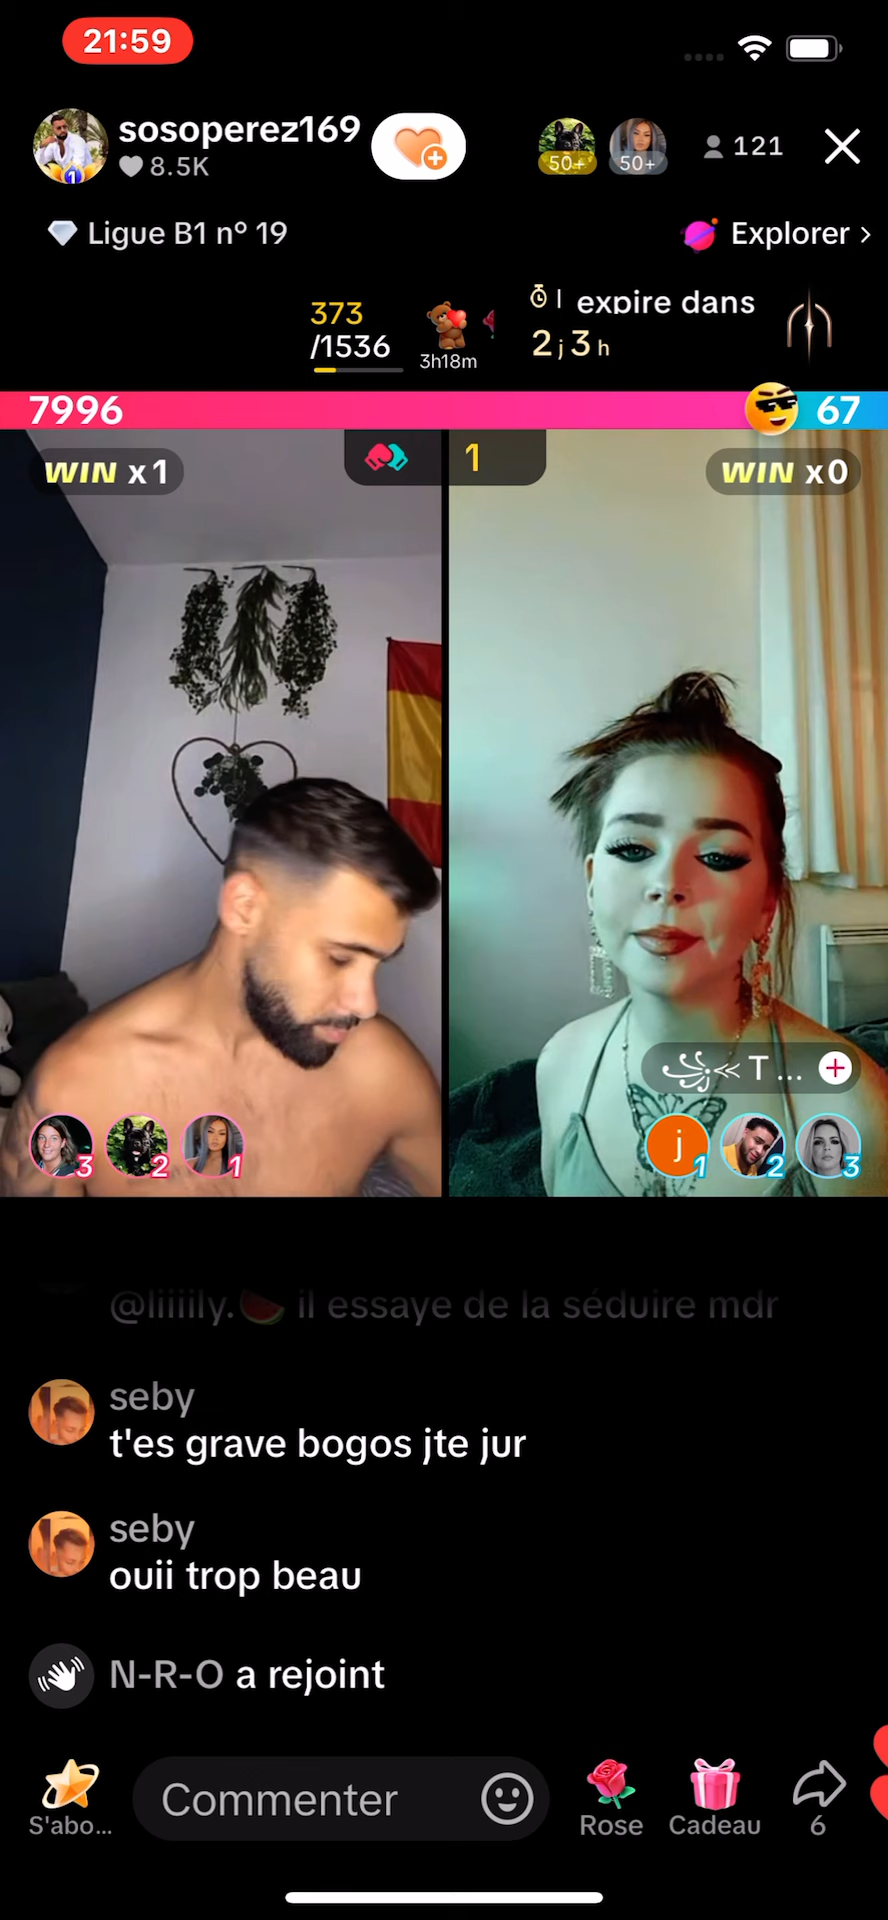 21:59
sosoperez169
8.5K
1
50+
50+
121
Ligue B1 n° 19
Explorer >
373
/1536
3h18m
expire dans
2 j 3 h
7996
67
WIN x1
1
WIN x0
T ...
3
2
1
j
1
2
3
@liiiily.🍉 il essaye de la séduire mdr
seby
t'es grave bogos jte jur
seby
ouii trop beau
N-R-O a rejoint
S'abo...
Commenter
Rose
Cadeau
6